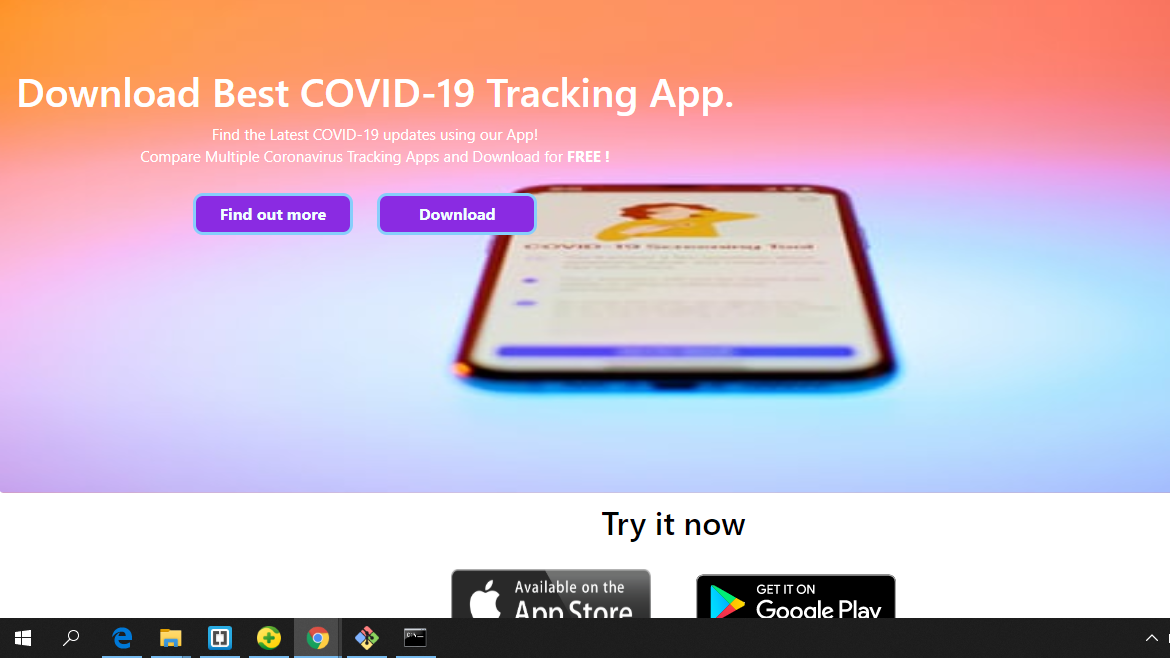 Download Best COVID-19 Tracking App.
Find the Latest COVID-19 updates using our App!
Compare Multiple Coronavirus Tracking Apps and Download for FREE !
Find out more
Download
COVID-19 Screening Tool
Try it now
Available on the
App Store
GET IT ON
Google Play